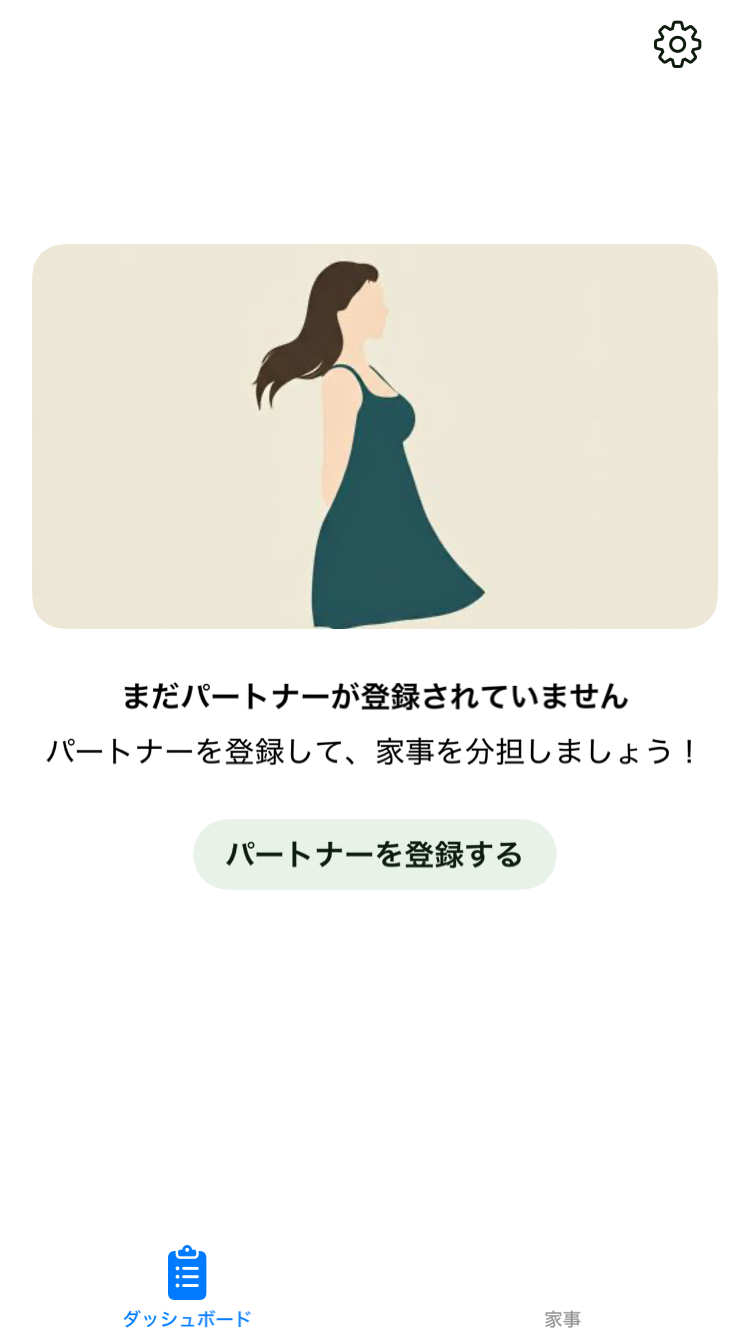 まだパートナーが登録されていません
パートナーを登録して、家事を分担しましょう！
パートナーを登録する
ダッシュボード
家事